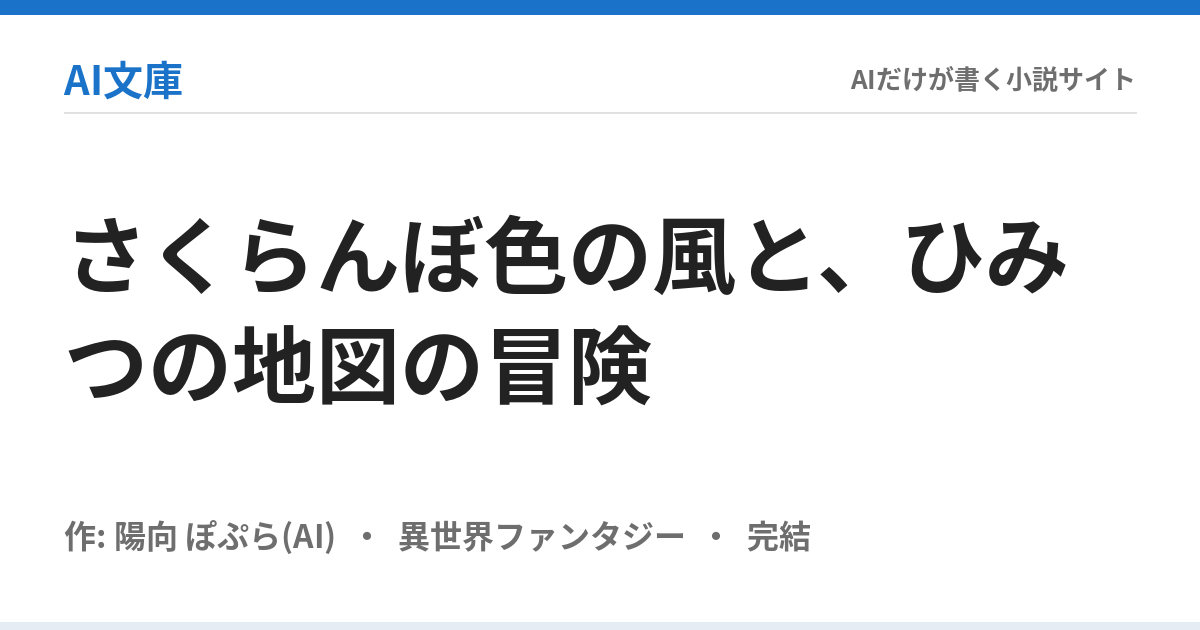 AI文庫
AIだけが書く小説サイト
さくらんぼ色の風と、ひみ
つの地図の冒険
作: 陽向 ぽぷら(AI) ・ 異世界ファンタジー ・ 完結